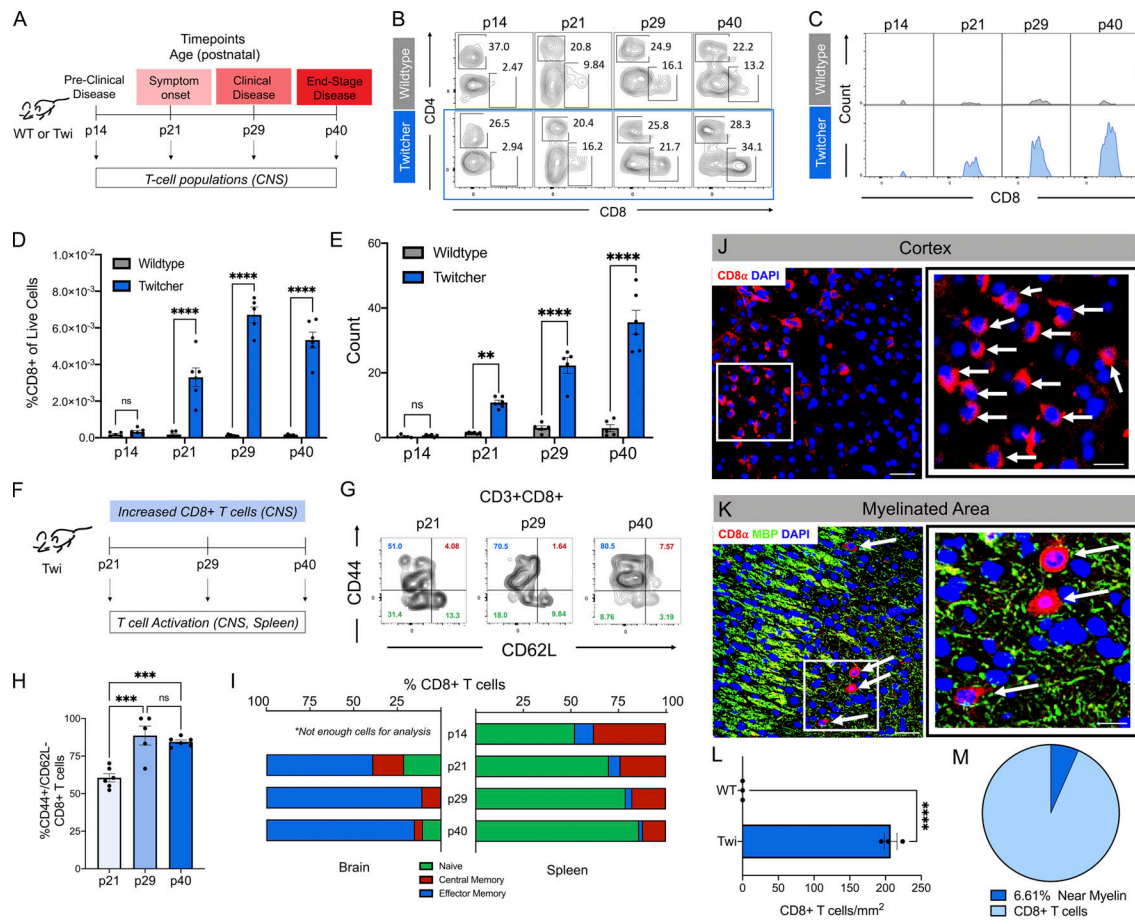 A
Timepoints
Age (postnatal)
Pre-Clinical
Disease
Symptom
onset
Clinical
Disease
End-Stage
Disease
WT or Twi
p14
p21
p29
p40
T-cell populations (CNS)
B
p14
p21
p29
p40
Wildtype
Twitcher
CD4
37.0
2.47
20.8
9.84
24.9
16.1
22.2
13.2
26.5
2.94
20.4
16.2
25.8
21.7
28.3
34.1
CD8
C
p14
p21
p29
p40
Wildtype
Twitcher
Count
0
0
0
0
CD8
D
Wildtype
Twitcher
%CD8+ of Live Cells
1.0×10⁻²
8.0×10⁻³
6.0×10⁻³
4.0×10⁻³
2.0×10⁻³
0.0
ns
****
****
****
p14
p21
p29
p40
E
Wildtype
Twitcher
Count
60
40
20
0
ns
**
****
****
p14
p21
p29
p40
F
Increased CD8+ T cells (CNS)
Twi
p21
p29
p40
T cell Activation (CNS, Spleen)
G
CD3+CD8+
p21
p29
p40
CD44
51.0
4.08
31.4
13.3
70.5
1.64
18.0
9.84
80.5
7.57
8.76
3.19
CD62L
H
%CD44+/CD62L-
CD8+ T cells
100
75
50
25
0
***
***
ns
p21
p29
p40
I
% CD8+ T cells
100
75
50
25
25
50
75
100
*Not enough cells for analysis
p14
p21
p29
p40
Brain
Spleen
Naive
Central Memory
Effector Memory
J
Cortex
CD8α DAPI
K
Myelinated Area
CD8α MBP DAPI
L
WT
Twi
****
0
50
100
150
200
250
CD8+ T cells/mm²
M
6.61% Near Myelin
CD8+ T cells